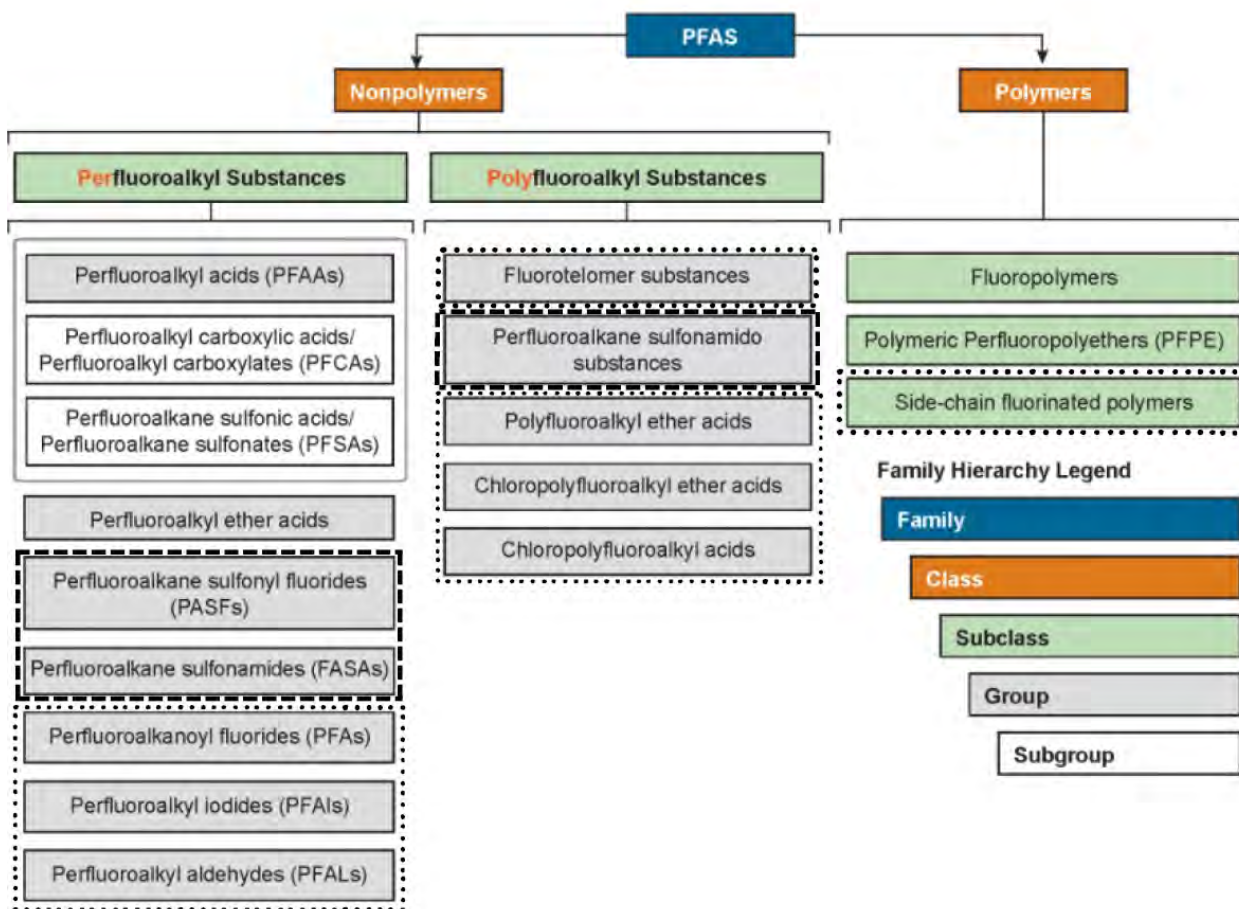 PFAS
Nonpolymers
Polymers
Perfluoroalkyl Substances
Polyfluoroalkyl Substances
Perfluoroalkyl acids (PFAAs)
Perfluoroalkyl carboxylic acids/
Perfluoroalkyl carboxylates (PFCAs)
Perfluoroalkane sulfonic acids/
Perfluoroalkane sulfonates (PFSAs)
Perfluoroalkyl ether acids
Perfluoroalkane sulfonyl fluorides
(PASFs)
Perfluoroalkane sulfonamides (FASAs)
Perfluoroalkanoyl fluorides (PFAs)
Perfluoroalkyl iodides (PFAIs)
Perfluoroalkyl aldehydes (PFALs)
Fluorotelomer substances
Perfluoroalkane sulfonamido
substances
Polyfluoroalkyl ether acids
Chloropolyfluoroalkyl ether acids
Chloropolyfluoroalkyl acids
Fluoropolymers
Polymeric Perfluoropolyethers (PFPE)
Side-chain fluorinated polymers
Family Hierarchy Legend
Family
Class
Subclass
Group
Subgroup